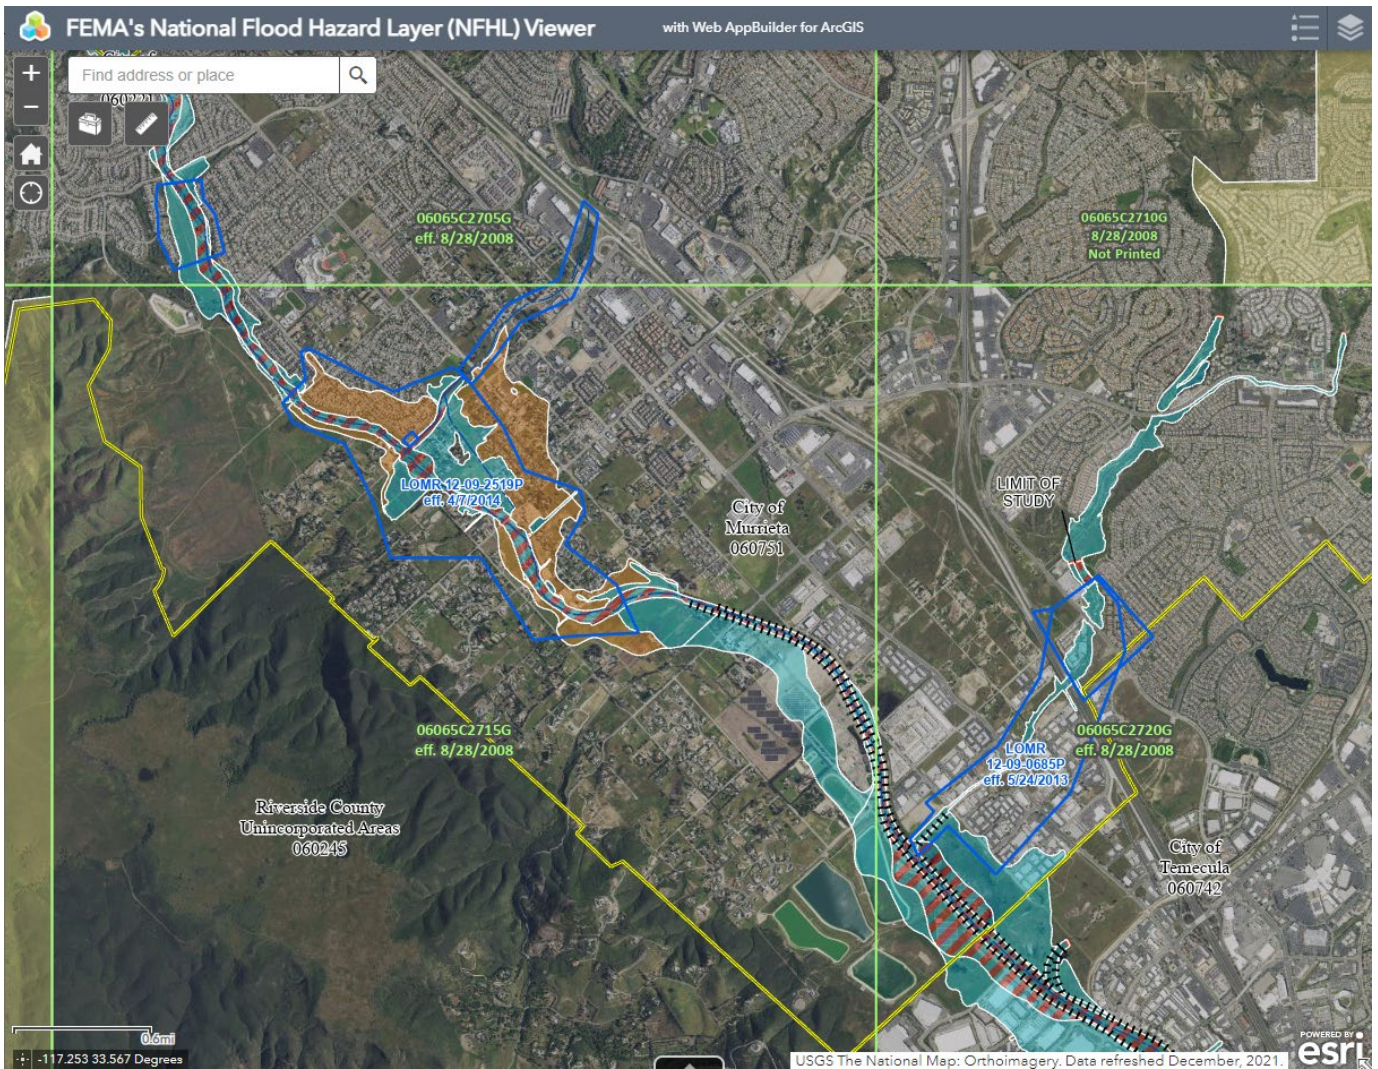 FEMA's National Flood Hazard Layer (NFHL) Viewer
with Web AppBuilder for ArcGIS
City of
060221
+
Find address or place
−
06065C2705G
eff. 8/28/2008
06065C2710G
8/28/2008
Not Printed
LIMIT OF
STUDY
LOMR 12-09-2519P
eff. 4/7/2014
City of
Murrieta
060751
06065C2715G
eff. 8/28/2008
06065C2720G
eff. 8/28/2008
LOMR
12-09-0685P
eff. 5/24/2013
Riverside County
Unincorporated Areas
060245
City of
Temecula
060742
0.6mi
-117.253 33.567 Degrees
USGS The National Map: Orthoimagery. Data refreshed December, 2021.
POWERED BY
esri